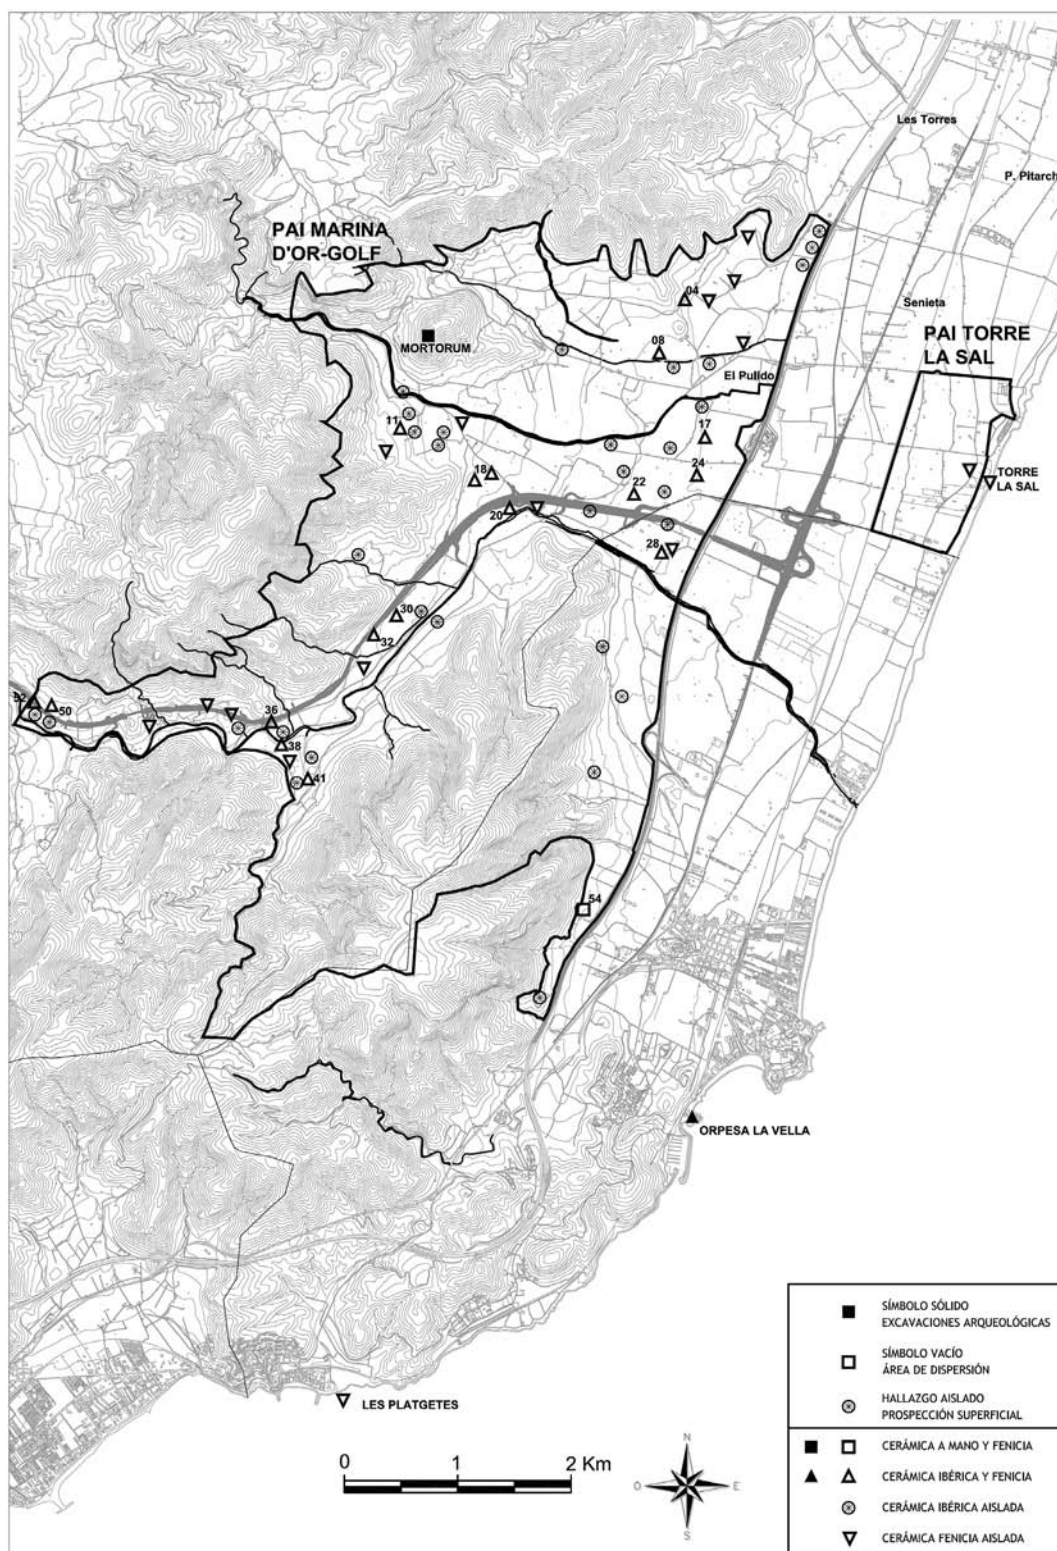 Les Torres
P. Pitarch
PAI MARINA
D'OR-GOLF
04
Senieta
MORTORUM
08
PAI TORRE
LA SAL
El Pulido
11
17
18
24
TORRE
LA SAL
22
20
28
30
32
52
50
36
38
41
54
ORPESA LA VELLA
LES PLATGETES
0 1 2 Km
N
O E
S
SÍMBOLO SÓLIDO
EXCAVACIONES ARQUEOLÓGICAS
SÍMBOLO VACÍO
ÁREA DE DISPERSIÓN
HALLAZGO AISLADO
PROSPECCIÓN SUPERFICIAL
CERÁMICA A MANO Y FENICIA
CERÁMICA IBÉRICA Y FENICIA
CERÁMICA IBÉRICA AISLADA
CERÁMICA FENICIA AISLADA